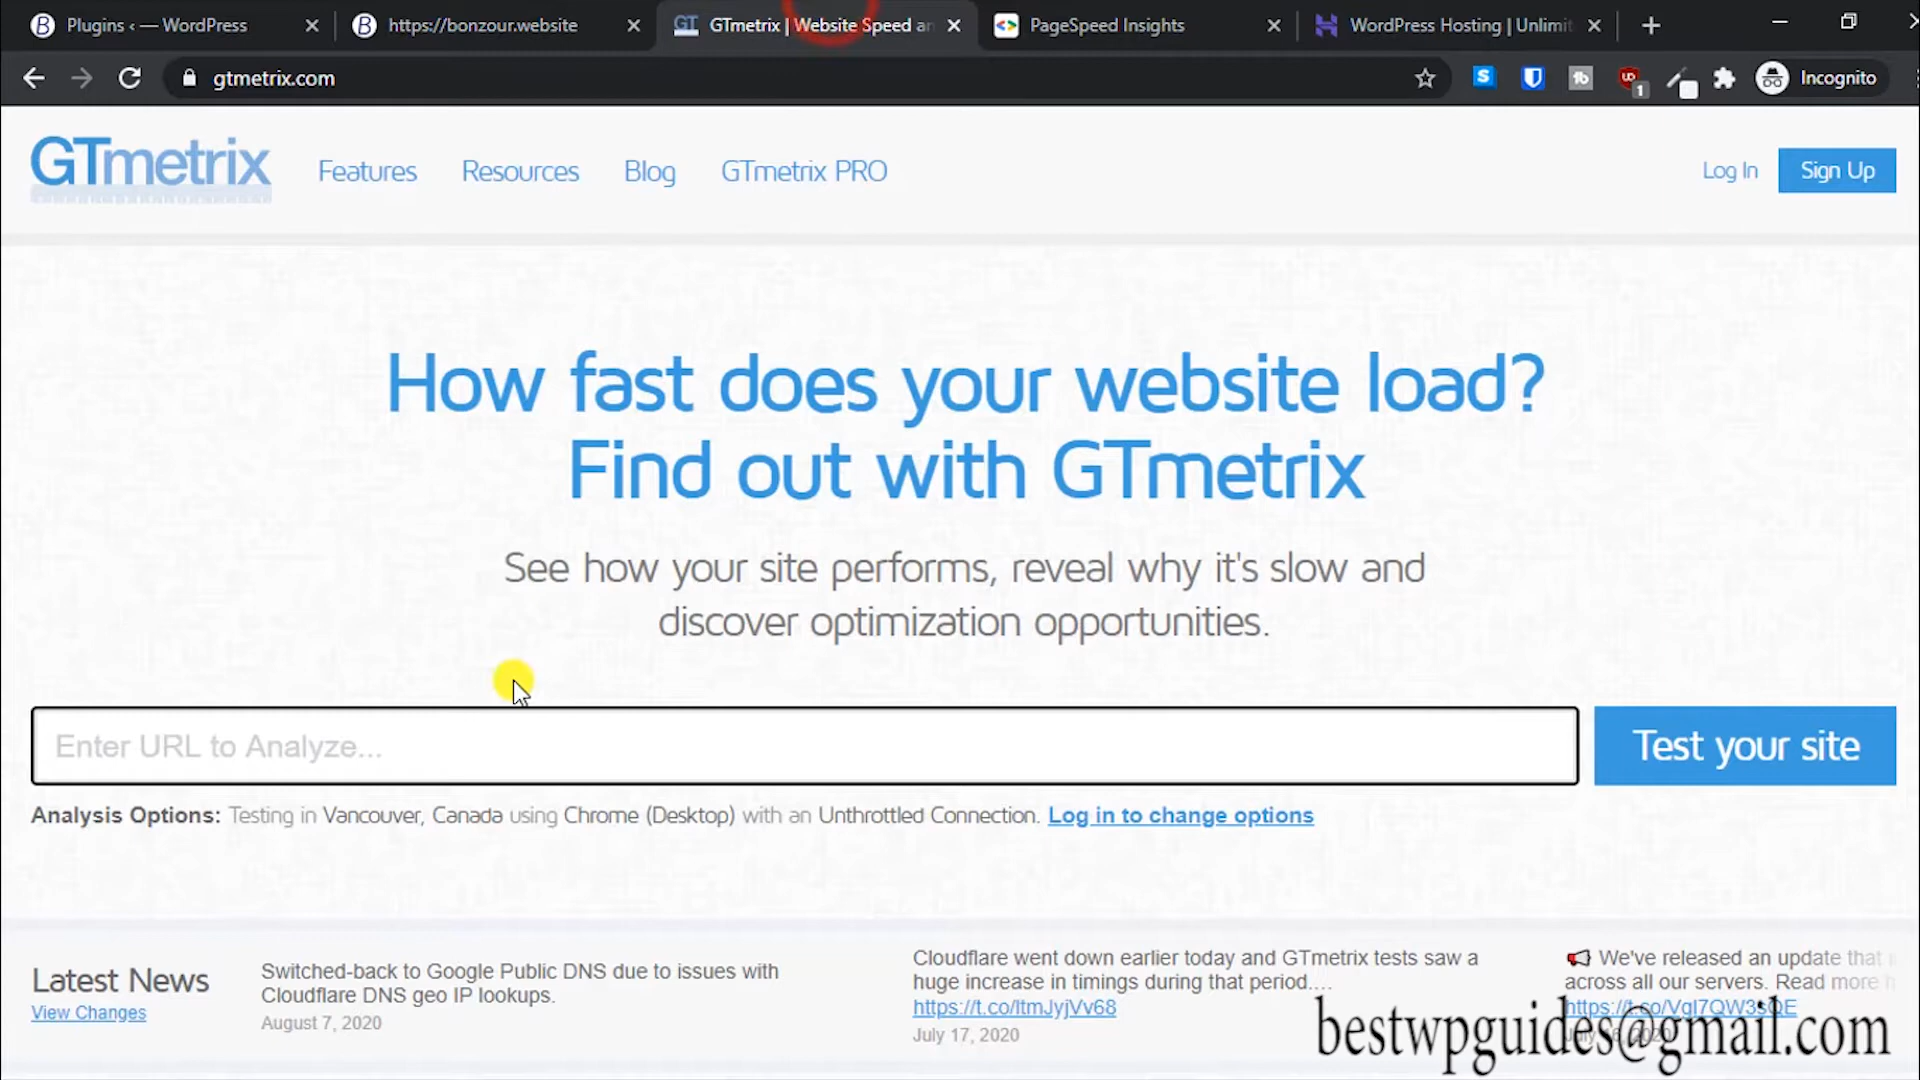 Plugins ‹ — WordPress
https://bonzour.website
GTmetrix | Website Speed an
PageSpeed Insights
WordPress Hosting | Unlimit
gtmetrix.com
Incognito
GTmetrix
Features
Resources
Blog
GTmetrix PRO
Log In
Sign Up
How fast does your website load?
Find out with GTmetrix
See how your site performs, reveal why it's slow and
discover optimization opportunities.
Enter URL to Analyze...
Test your site
Analysis Options: Testing in Vancouver, Canada using Chrome (Desktop) with an Unthrottled Connection. Log in to change options
Latest News
View Changes
Switched-back to Google Public DNS due to issues with
Cloudflare DNS geo IP lookups.
August 7, 2020
Cloudflare went down earlier today and GTmetrix tests saw a
huge increase in timings during that period....
https://t.co/ltmJyjVv68
July 17, 2020
We've released an update that
across all our servers. Read more
bestwpguides@gmail.com